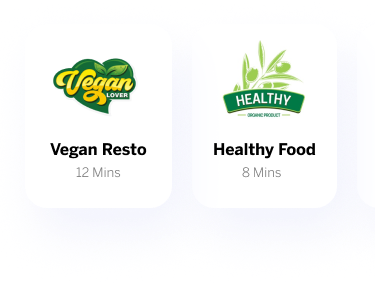 Vegan
LOVER
Vegan Resto
12 Mins
HEALTHY
ORGANIC PRODUCT
Healthy Food
8 Mins